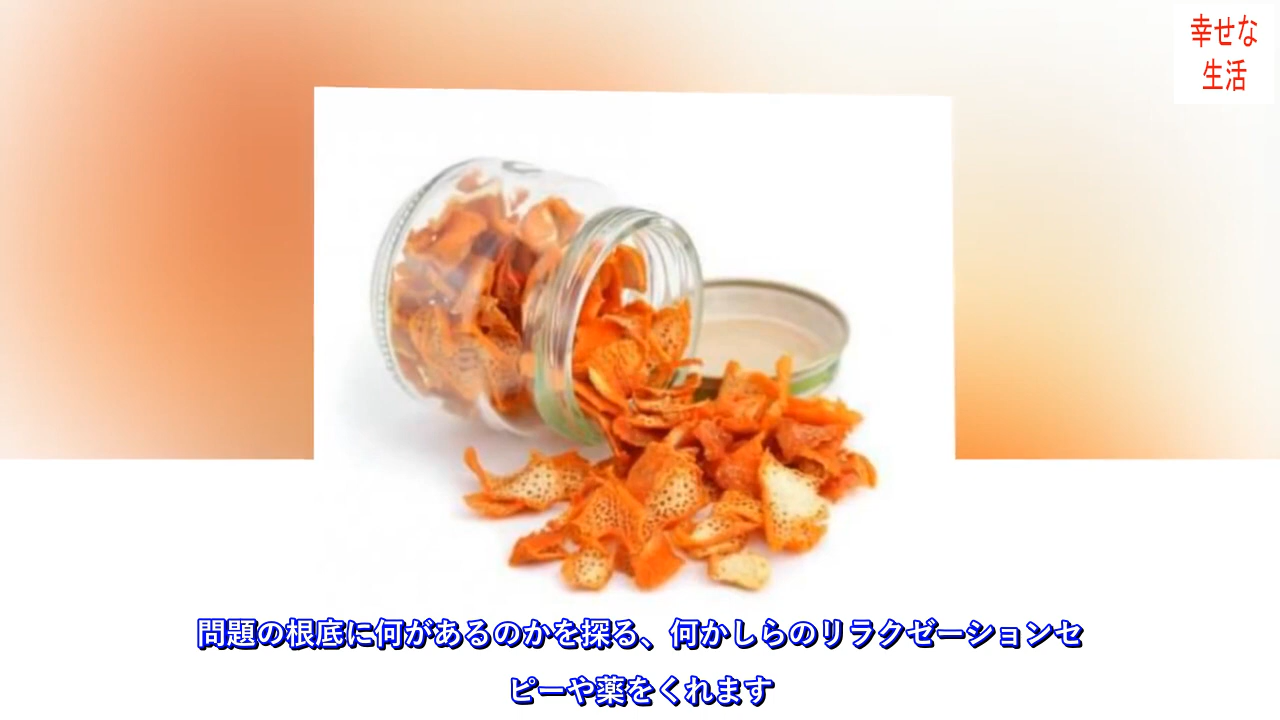 幸せな
生活
問題の根底に何があるのかを探る、何かしらのリラクゼーションセ
ピーや薬をくれます